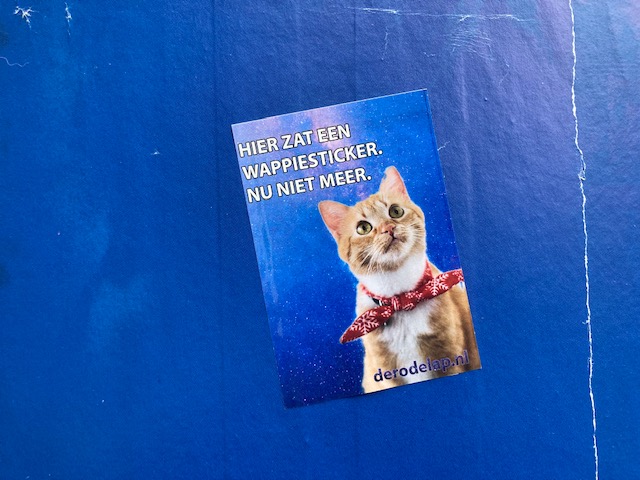 HIER ZAT EEN
WAPPIESTICKER.
NU NIET MEER.
derodelap.nl